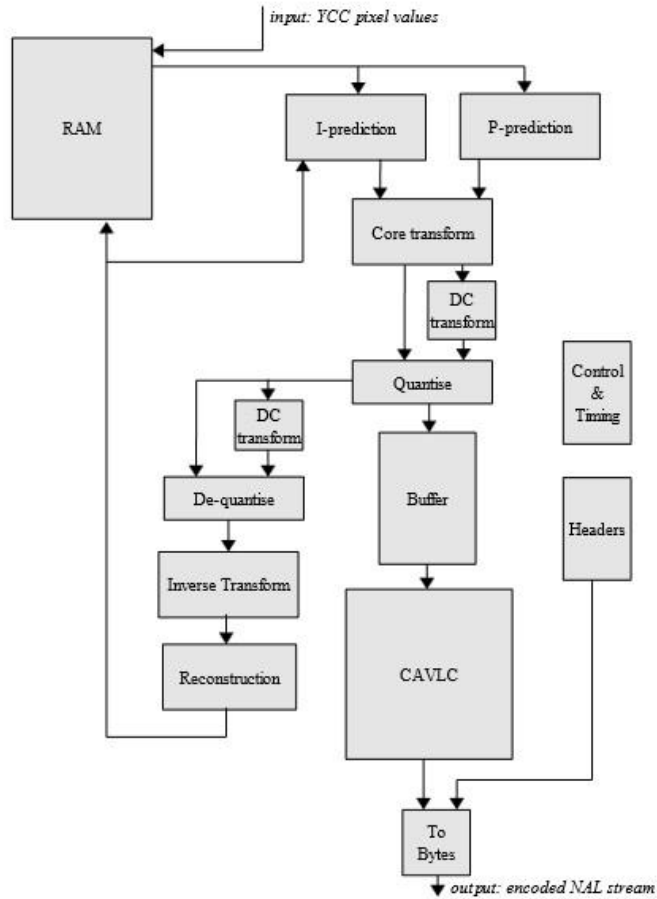 input: YCC pixel values
RAM
I-prediction
P-prediction
Core transform
DC
transform
Quantise
Control
&
Timing
DC
transform
De-quantise
Buffer
Headers
Inverse Transform
Reconstruction
CAVLC
To
Bytes
output: encoded NAL stream